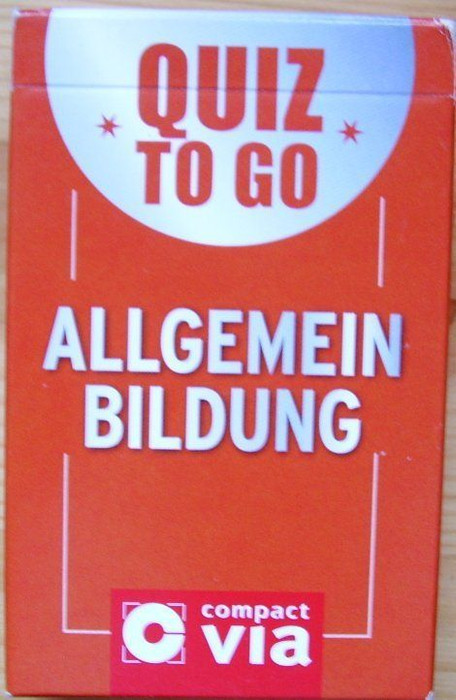 QUIZ
TO GO
ALLGEMEIN
BILDUNG
compact
via